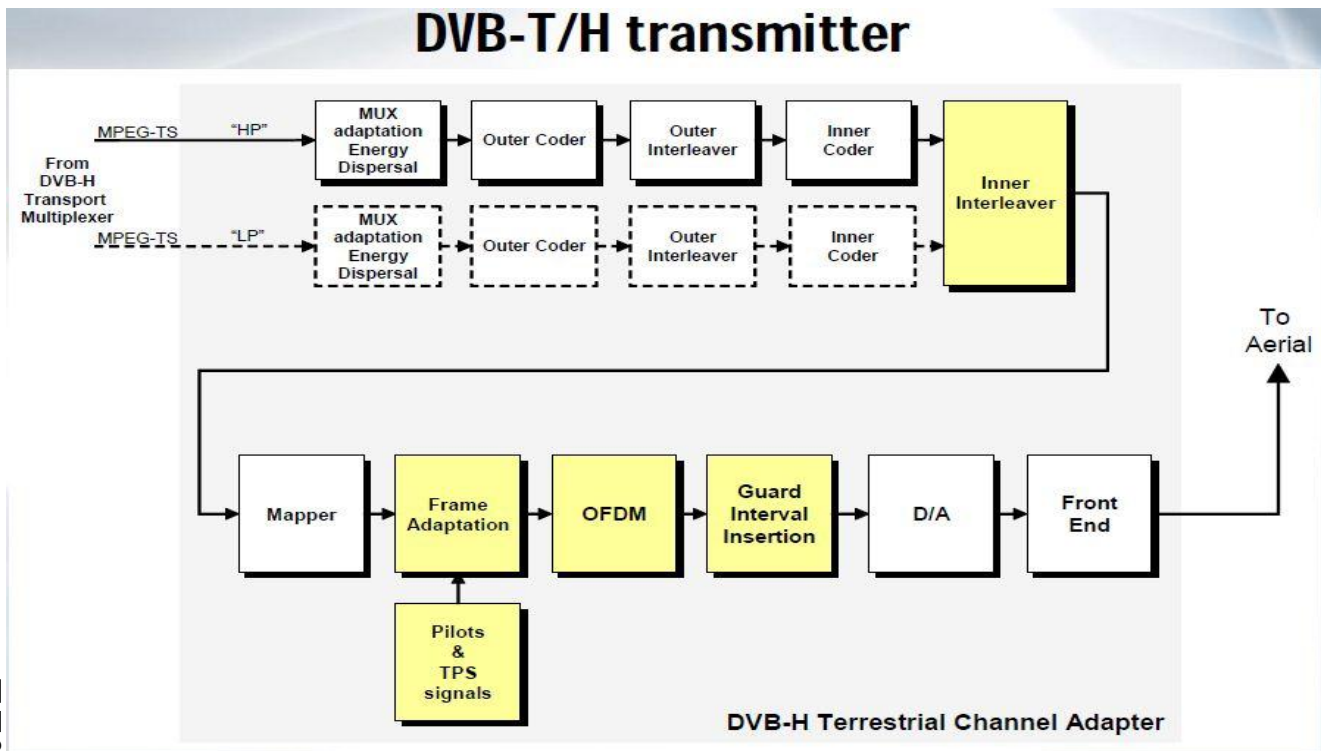 DVB-T/H transmitter
MPEG-TS "HP"
From
DVB-H
Transport
Multiplexer
MPEG-TS "LP"
MUX
adaptation
Energy
Dispersal
Outer Coder
Outer
Interleaver
Inner
Coder
MUX
adaptation
Energy
Dispersal
Outer Coder
Outer
Interleaver
Inner
Coder
Inner
Interleaver
To
Aerial
Mapper
Frame
Adaptation
OFDM
Guard
Interval
Insertion
D/A
Front
End
Pilots
&
TPS
signals
DVB-H Terrestrial Channel Adapter